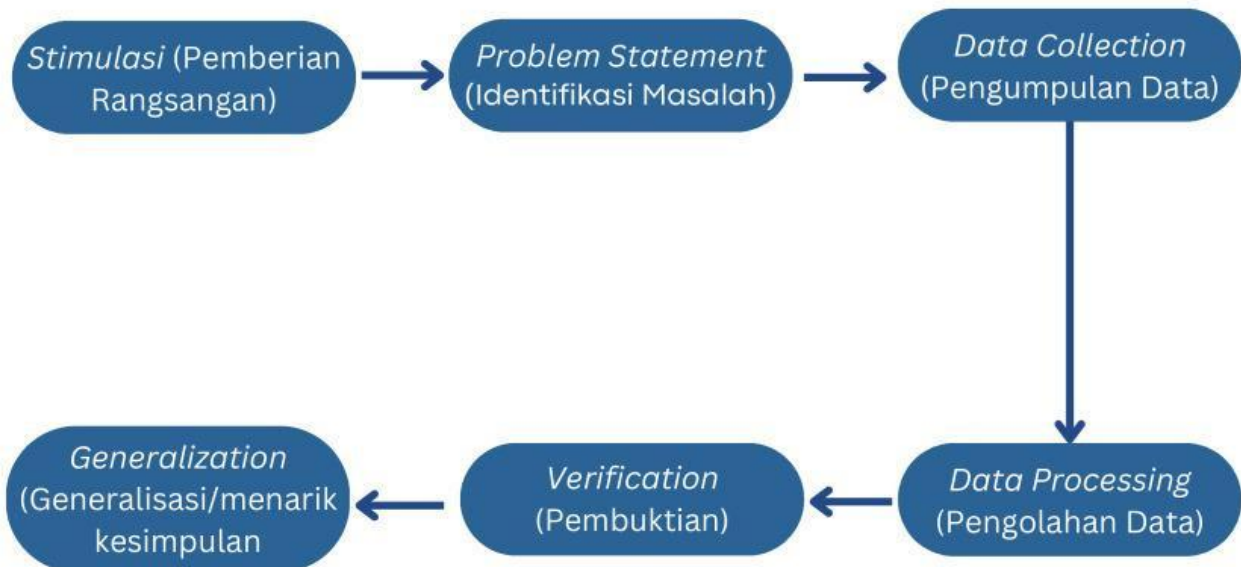 Stimulasi (Pemberian
Rangsangan)
Problem Statement
(Identifikasi Masalah)
Data Collection
(Pengumpulan Data)
Data Processing
(Pengolahan Data)
Verification
(Pembuktian)
Generalization
(Generalisasi/menarik
kesimpulan